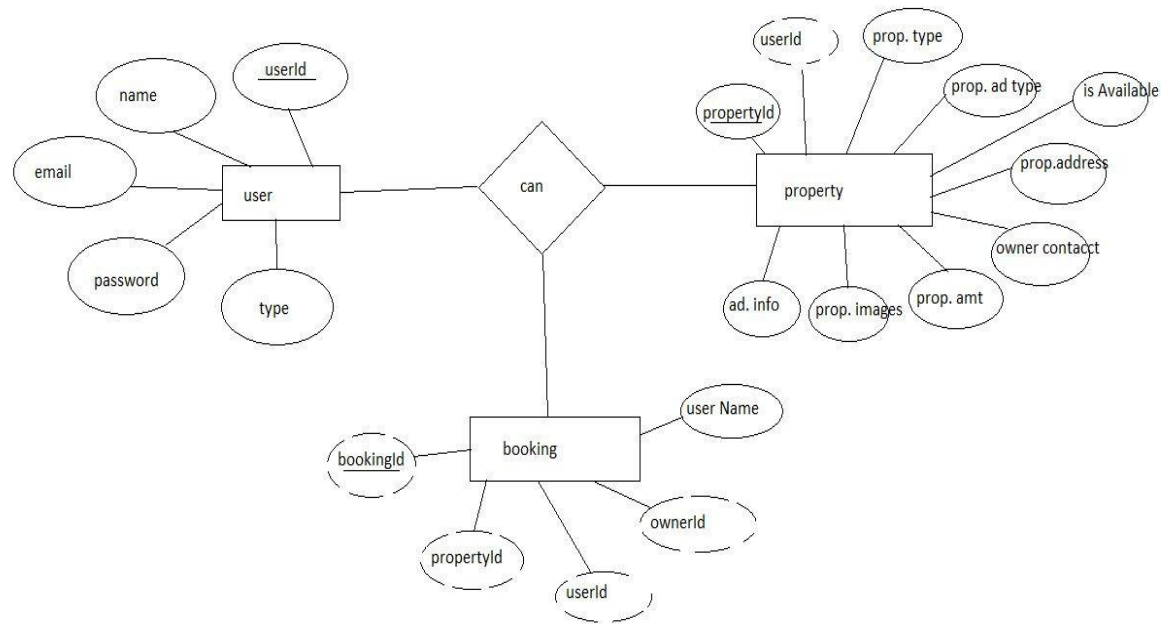 userId
name
email
user
password
type
can
userId
prop. type
propertyId
prop. ad type
is Available
prop.address
property
owner contacct
ad. info
prop. images
prop. amt
user Name
booking
bookingId
ownerId
propertyId
userId